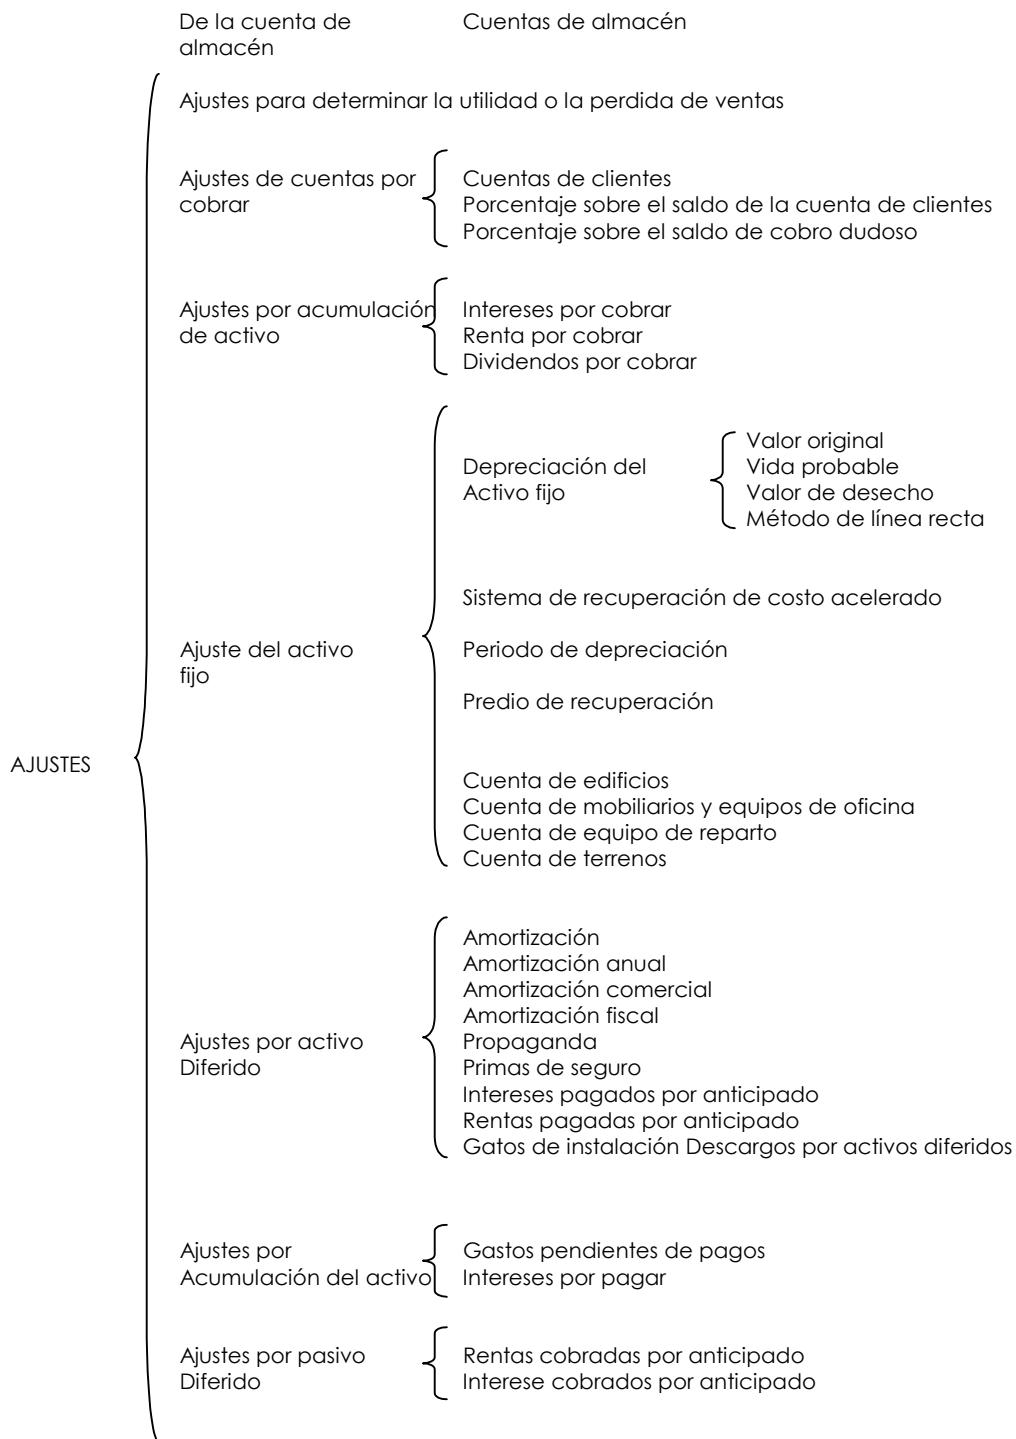 De la cuenta de
almacén
Cuentas de almacén
Ajustes para determinar la utilidad o la perdida de ventas
Ajustes de cuentas por
cobrar
Cuentas de clientes
Porcentaje sobre el saldo de la cuenta de clientes
Porcentaje sobre el saldo de cobro dudoso
Ajustes por acumulación
de activo
Intereses por cobrar
Renta por cobrar
Dividendos por cobrar
Ajuste del activo
fijo
Depreciación del
Activo fijo
Valor original
Vida probable
Valor de desecho
Método de línea recta
Sistema de recuperación de costo acelerado
Periodo de depreciación
Predio de recuperación
Cuenta de edificios
Cuenta de mobiliarios y equipos de oficina
Cuenta de equipo de reparto
Cuenta de terrenos
AJUSTES
Ajustes por activo
Diferido
Amortización
Amortización anual
Amortización comercial
Amortización fiscal
Propaganda
Primas de seguro
Intereses pagados por anticipado
Rentas pagadas por anticipado
Gatos de instalación Descargos por activos diferidos
Ajustes por
Acumulación del activo
Gastos pendientes de pagos
Intereses por pagar
Ajustes por pasivo
Diferido
Rentas cobradas por anticipado
Interese cobrados por anticipado